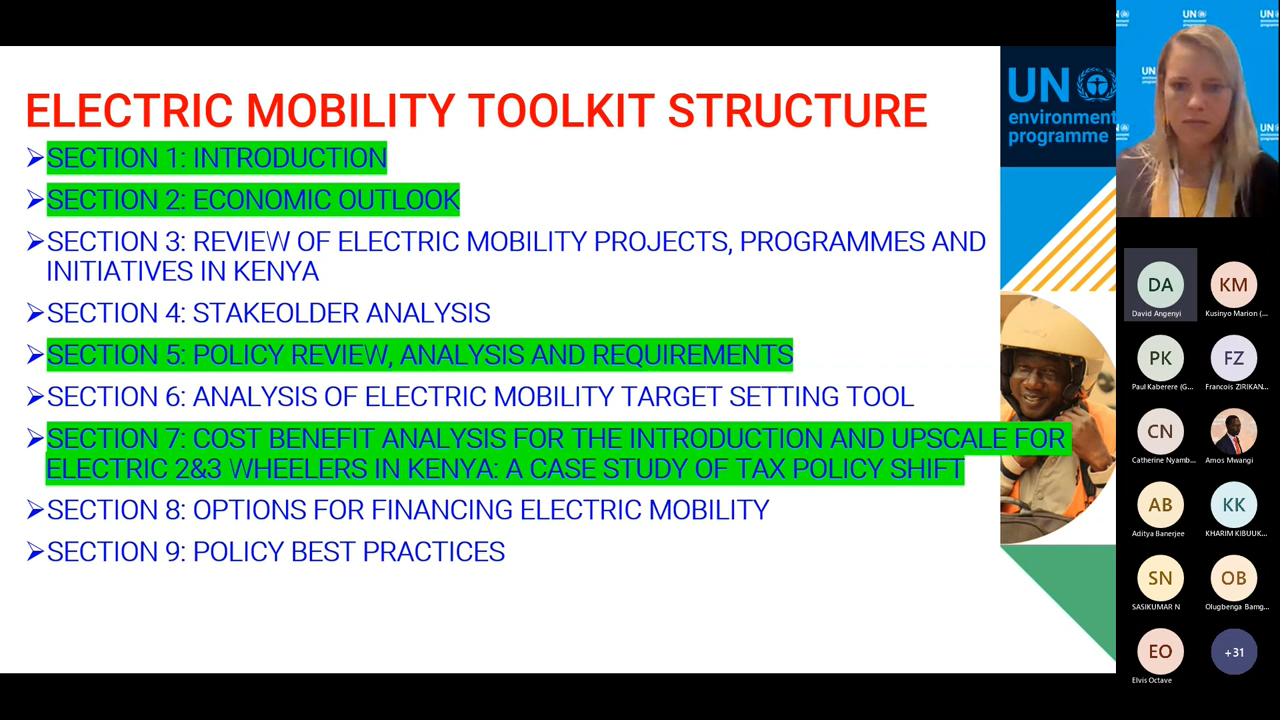 ELECTRIC MOBILITY TOOLKIT STRUCTURE
➢SECTION 1: INTRODUCTION
➢SECTION 2: ECONOMIC OUTLOOK
➢SECTION 3: REVIEW OF ELECTRIC MOBILITY PROJECTS, PROGRAMMES AND
INITIATIVES IN KENYA
➢SECTION 4: STAKEOLDER ANALYSIS
➢SECTION 5: POLICY REVIEW, ANALYSIS AND REQUIREMENTS
➢SECTION 6: ANALYSIS OF ELECTRIC MOBILITY TARGET SETTING TOOL
➢SECTION 7: COST BENEFIT ANALYSIS FOR THE INTRODUCTION AND UPSCALE FOR
ELECTRIC 2&3 WHEELERS IN KENYA: A CASE STUDY OF TAX POLICY SHIFT
➢SECTION 8: OPTIONS FOR FINANCING ELECTRIC MOBILITY
➢SECTION 9: POLICY BEST PRACTICES
UN
environment
programme
UN
UN
UN
DA
David Angenyi
KM
Kusinyo Marion (...
PK
Paul Kaberere (G...
FZ
Francois ZIRIKAN...
CN
Catherine Nyamb...
Amos Mwangi
AB
Aditya Banerjee
KK
KHARIM KIBUUK...
SN
SASIKUMAR N
OB
Olugbenga Bamg...
EO
Elvis Octave
+31